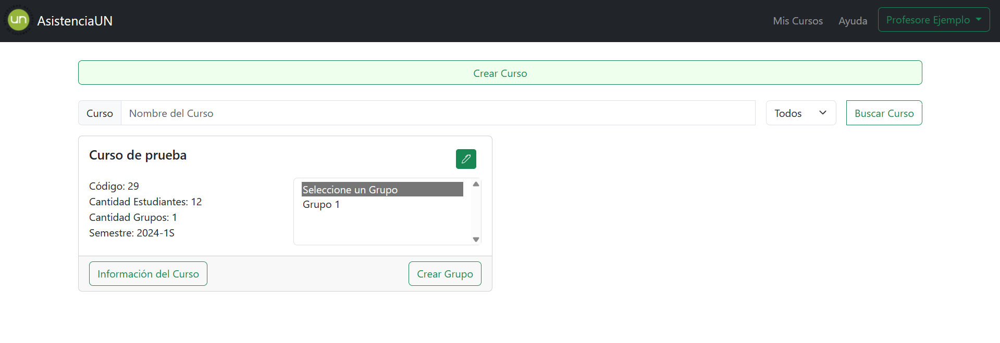 un AsistenciaUN Mis Cursos Ayuda Profesore Ejemplo
Crear Curso
Curso Nombre del Curso Todos Buscar Curso
Curso de prueba
Código: 29
Cantidad Estudiantes: 12
Cantidad Grupos: 1
Semestre: 2024-1S
Seleccione un Grupo
Grupo 1
Información del Curso Crear Grupo